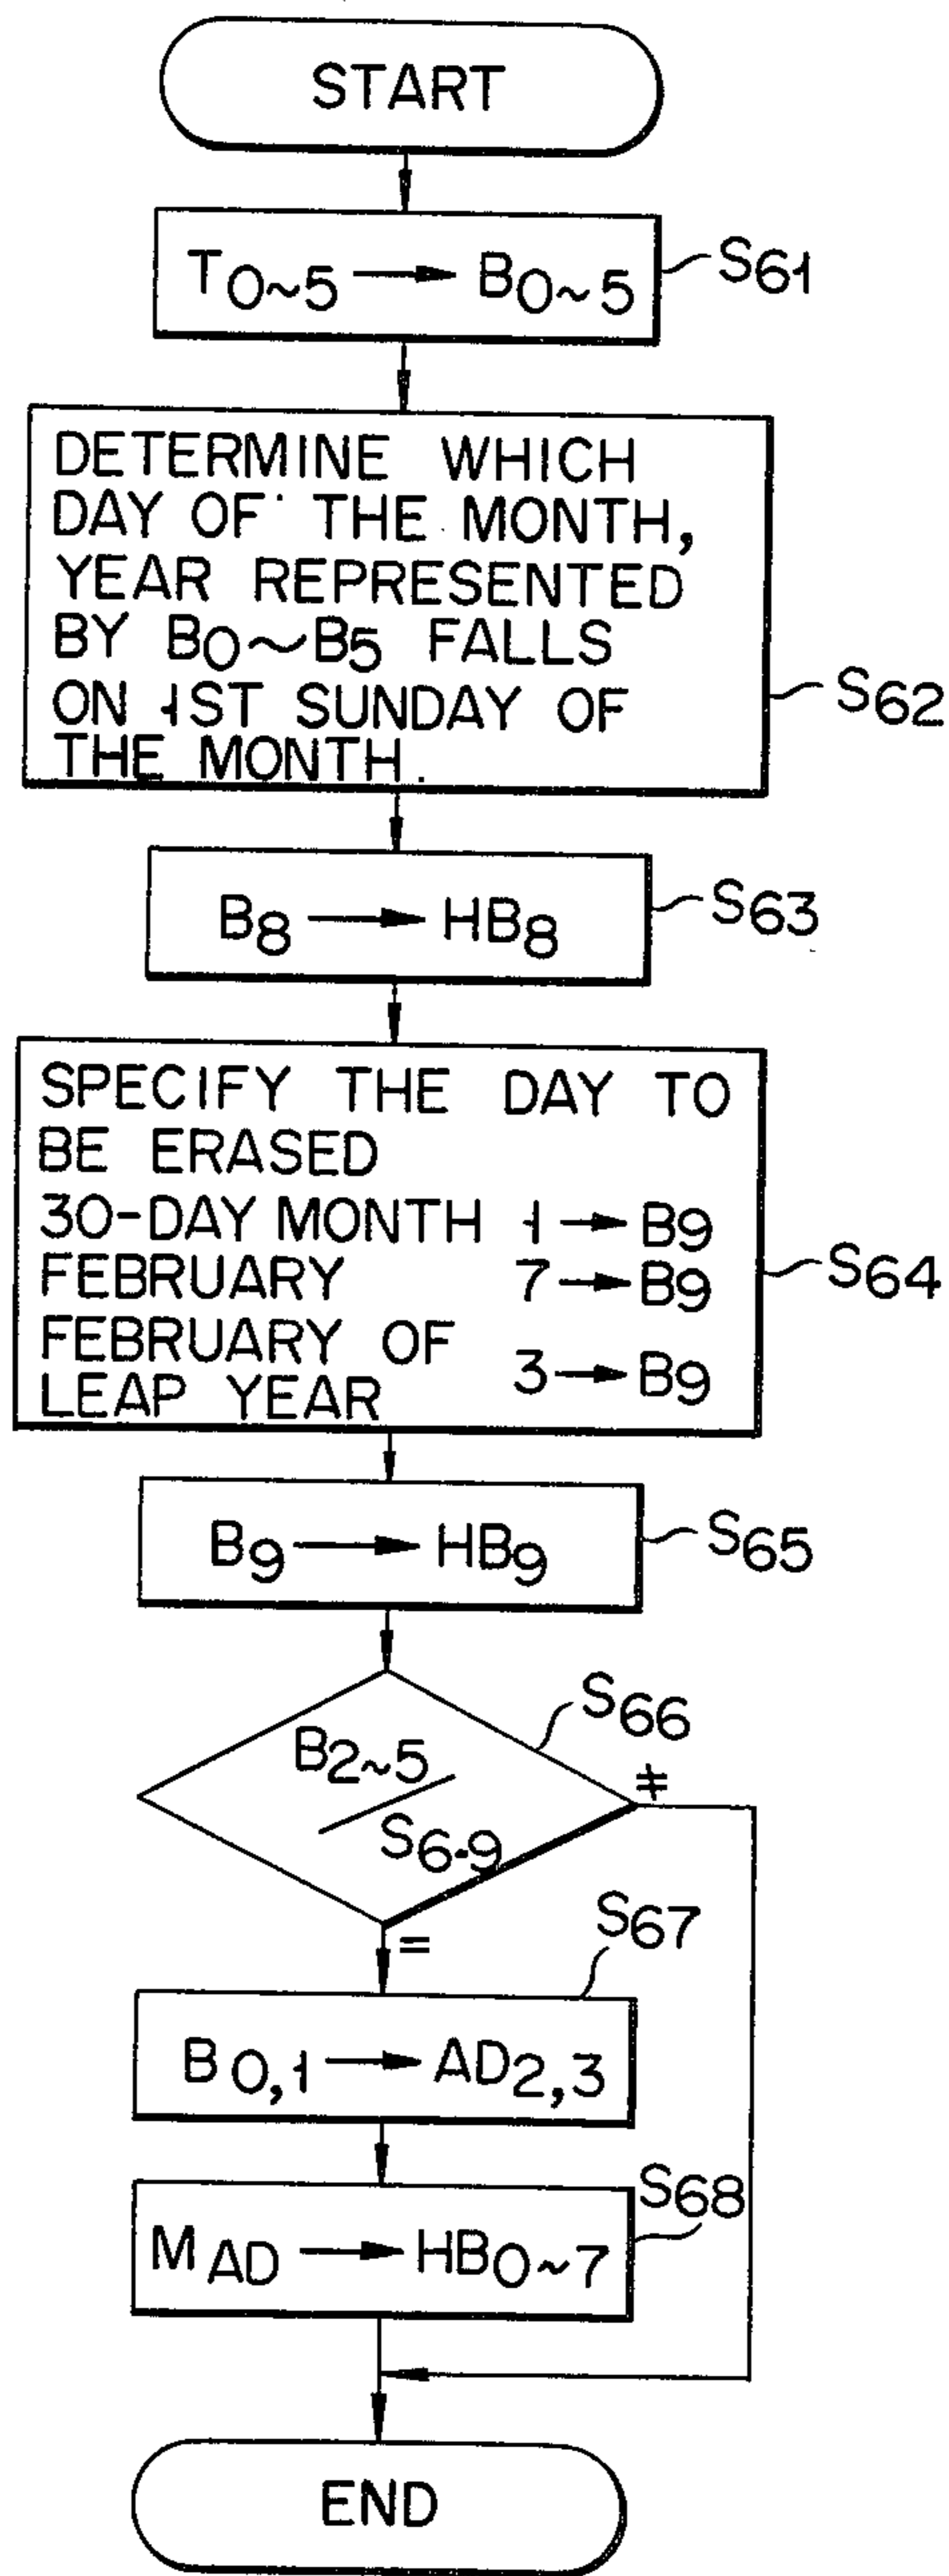 START
T0~5 → B0~5
S61
DETERMINE WHICH
DAY OF THE MONTH,
YEAR REPRESENTED
BY B0~B5 FALLS
ON 1ST SUNDAY OF
THE MONTH.
S62
B8 → HB8
S63
SPECIFY THE DAY TO
BE ERASED
30-DAY MONTH 1 → B9
FEBRUARY 7 → B9
FEBRUARY OF
LEAP YEAR 3 → B9
S64
B9 → HB9
S65
S66
B2~5 / S6-9
≠
=
S67
B0,1 → AD2,3
S68
MAD → HB0~7
END